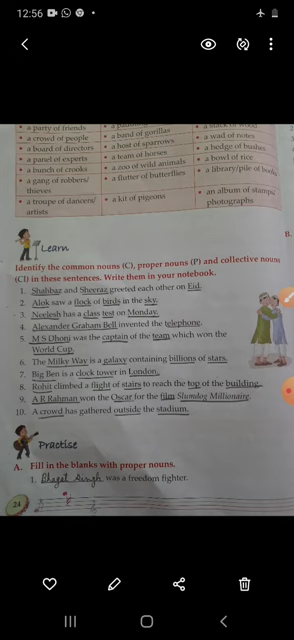 12:56
• a party of friends
• a crowd of people • a band of gorillas • a wad of notes
• a board of directors • a host of sparrows • a hedge of bushes
• a panel of experts • a team of horses • a bowl of rice
• a bunch of crooks • a zoo of wild animals • a library/pile of books
• a gang of robbers/ • a flutter of butterflies
thieves
• a troupe of dancers/ • a kit of pigeons • an album of stamps/
artists photographs
Learn
B.
Identify the common nouns (C), proper nouns (P) and collective nouns
(Cl) in these sentences. Write them in your notebook.
1. Shahbaz and Sheeraz greeted each other on Eid.
2. Alok saw a flock of birds in the sky.
3. Neelesh has a class test on Monday.
4. Alexander Graham Bell invented the telephone.
5. M S Dhoni was the captain of the team which won the
World Cup.
6. The Milky Way is a galaxy containing billions of stars.
7. Big Ben is a clock tower in London.
8. Rohit climbed a flight of stairs to reach the top of the building.
9. A R Rahman won the Oscar for the film Slumdog Millionaire.
10. A crowd has gathered outside the stadium.
Practise
A. Fill in the blanks with proper nouns.
1. Bhagat Singh was a freedom fighter.
24